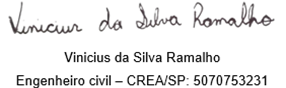 Vinicius da Silva Ramalho
Vinicius da Silva Ramalho
Engenheiro civil – CREA/SP: 5070753231